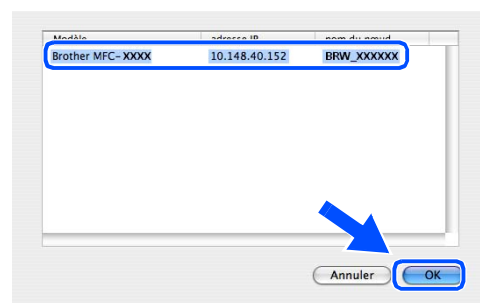 Modèle adresse IP nom du nœud
Brother MFC-XXXX 10.148.40.152 BRW_XXXXXX
Annuler OK